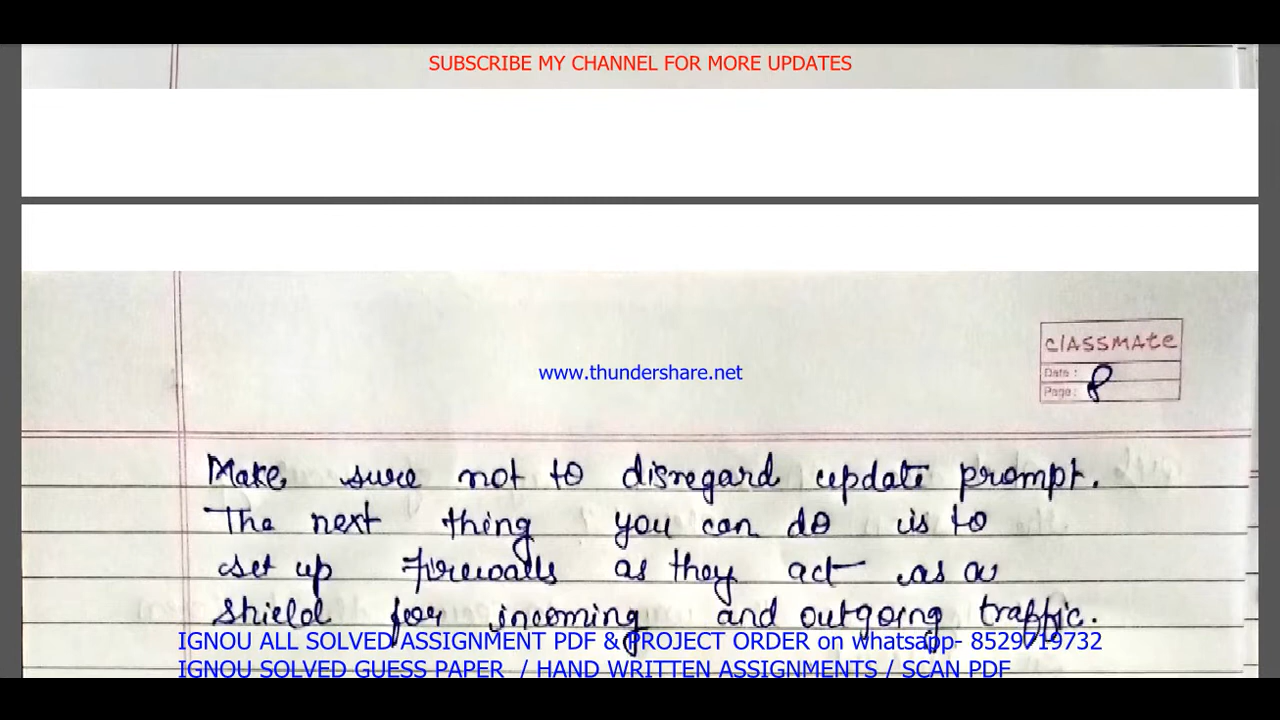 SUBSCRIBE MY CHANNEL FOR MORE UPDATES
classmate
www.thundershare.net
Date :
Page : 8
Make sure not to disregard update prompt.
The next thing you can do is to
set up firewalls as they act as a
shield for incoming and outgoing traffic.
IGNOU ALL SOLVED ASSIGNMENT PDF & PROJECT ORDER on whatsapp- 8529719732
IGNOU SOLVED GUESS PAPER / HAND WRITTEN ASSIGNMENTS / SCAN PDF